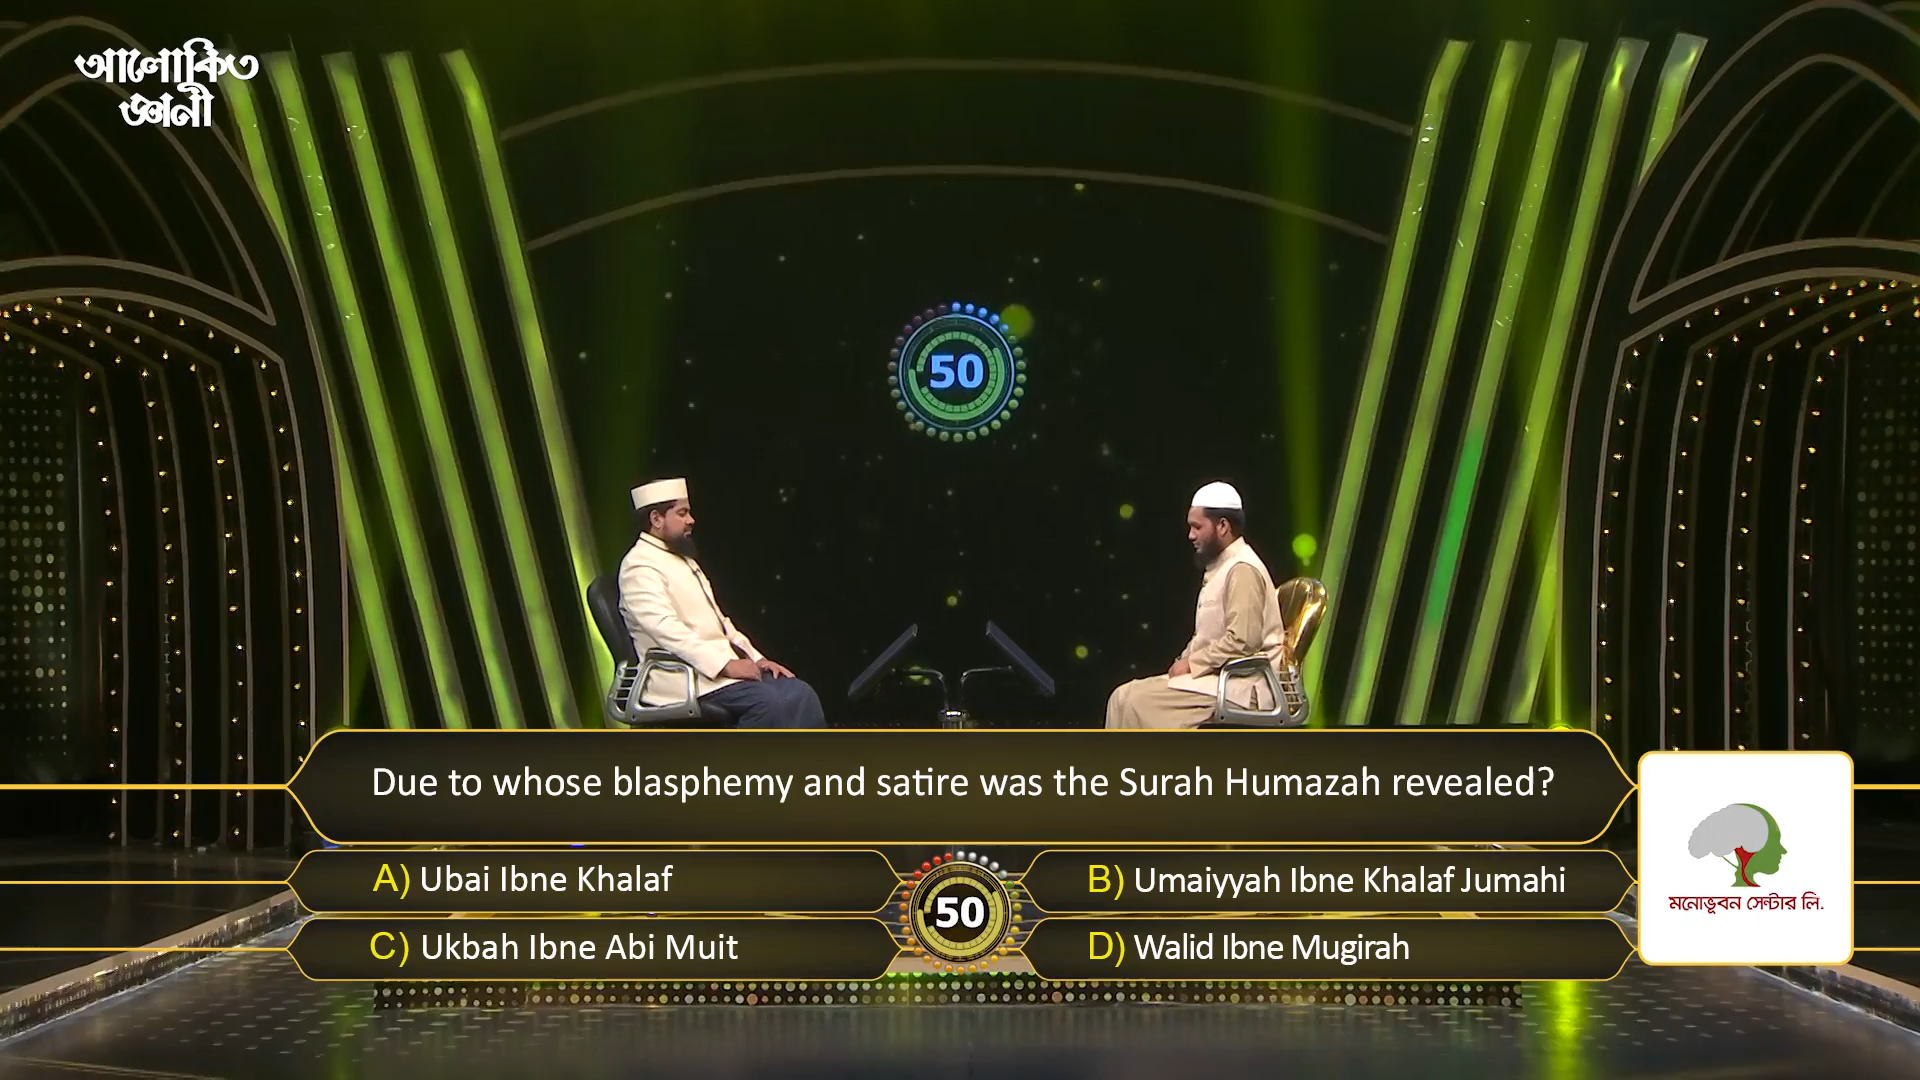 আলোকিত
জ্ঞানী
50
Due to whose blasphemy and satire was the Surah Humazah revealed?
A) Ubai Ibne Khalaf
B) Umaiyyah Ibne Khalaf Jumahi
50
C) Ukbah Ibne Abi Muit
D) Walid Ibne Mugirah
মনোভূবন সেন্টার লি.